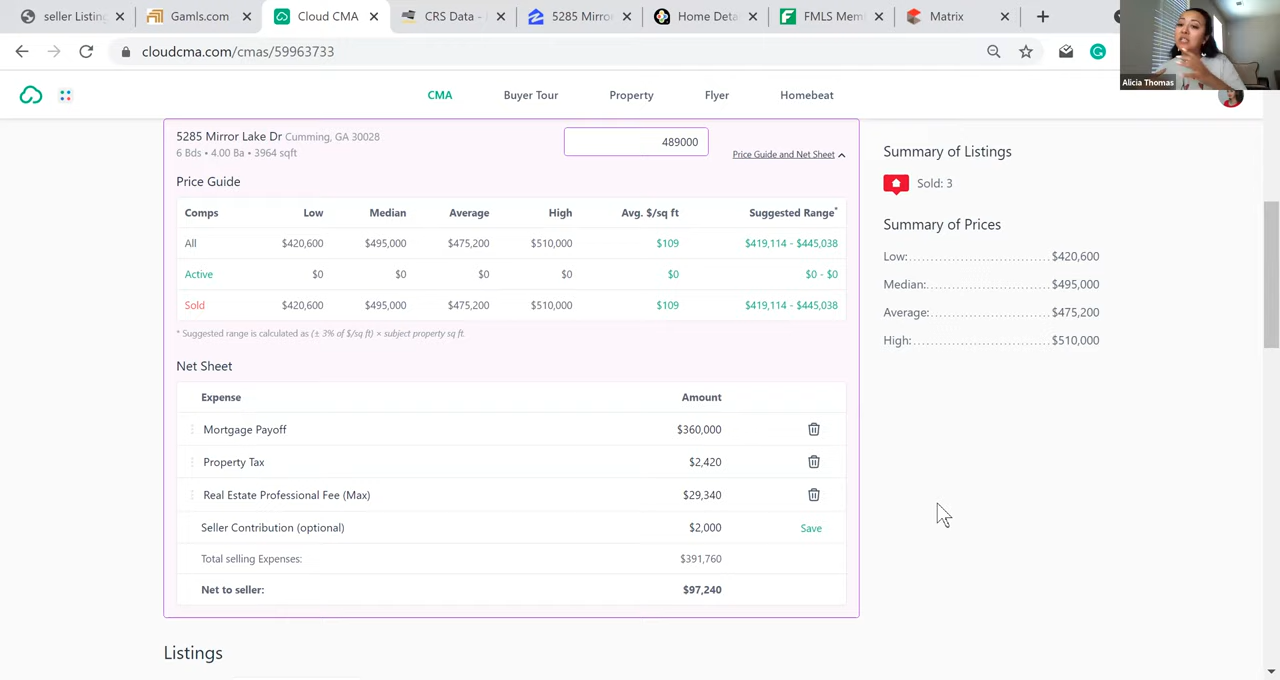 seller Listing
Gamls.com
Cloud CMA
CRS Data -
5285 Mirro
Home Deta
FMLS Mem
Matrix
cloudcma.com/cmas/59963733
Alicia Thomas
CMA
Buyer Tour
Property
Flyer
Homebeat
5285 Mirror Lake Dr Cumming, GA 30028
6 Bds • 4.00 Ba • 3964 sqft
489000
Price Guide and Net Sheet
Price Guide
Comps Low Median Average High Avg. $/sq ft Suggested Range*
All $420,600 $495,000 $475,200 $510,000 $109 $419,114 - $445,038
Active $0 $0 $0 $0 $0 $0 - $0
Sold $420,600 $495,000 $475,200 $510,000 $109 $419,114 - $445,038
* Suggested range is calculated as (± 3% of $/sq ft) × subject property sq ft.
Net Sheet
Expense Amount
Mortgage Payoff $360,000
Property Tax $2,420
Real Estate Professional Fee (Max) $29,340
Seller Contribution (optional) $2,000 Save
Total selling Expenses: $391,760
Net to seller: $97,240
Listings
Summary of Listings
Sold: 3
Summary of Prices
Low: $420,600
Median: $495,000
Average: $475,200
High: $510,000